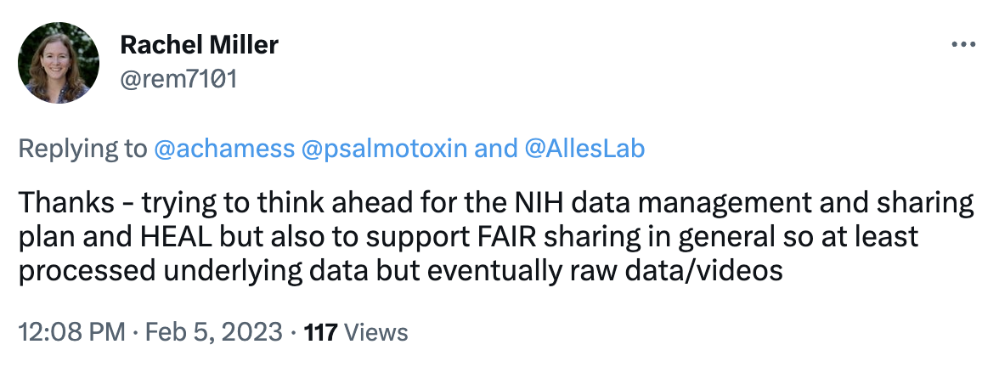 Rachel Miller
@rem7101
Replying to @achamess @psalmotoxin and @AllesLab
Thanks - trying to think ahead for the NIH data management and sharing
plan and HEAL but also to support FAIR sharing in general so at least
processed underlying data but eventually raw data/videos
12:08 PM · Feb 5, 2023 · 117 Views